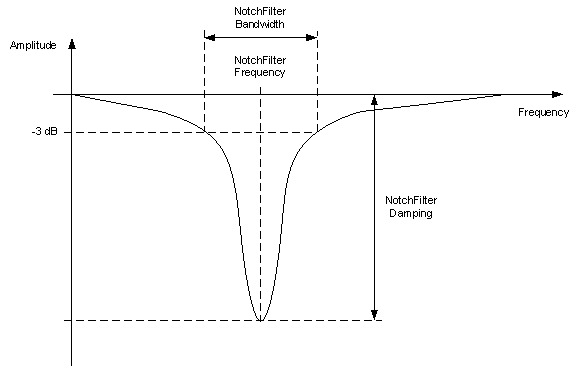 NotchFilter
Bandwidth
Amplitude
NotchFilter
Frequency
Frequency
-3 dB
NotchFilter
Damping